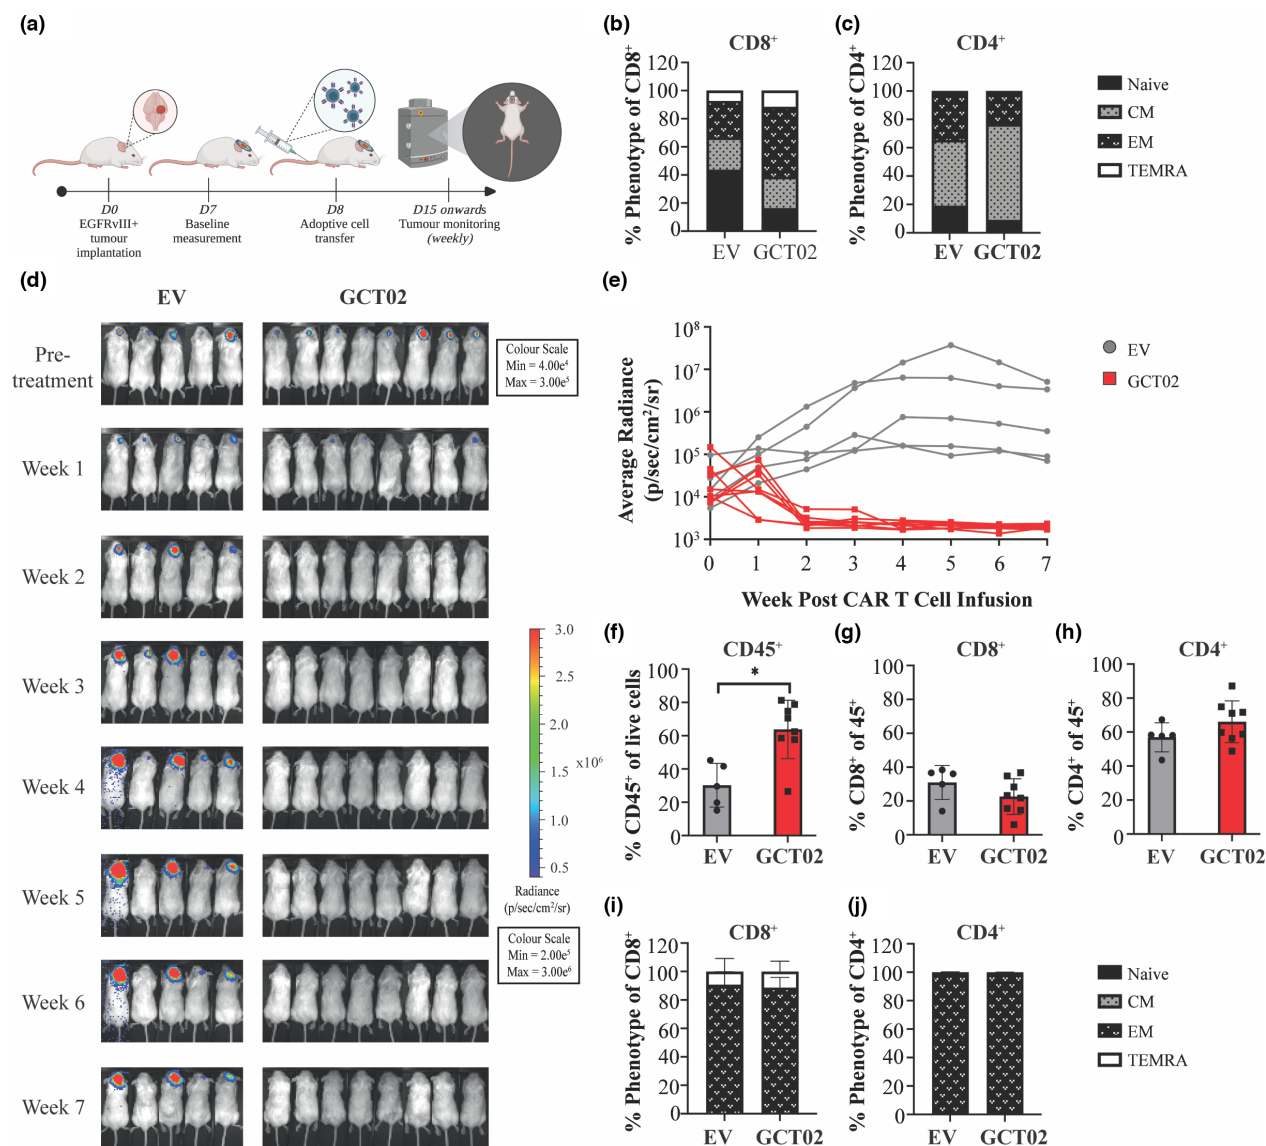 (a)
D0
EGFRvIII+
tumour
implantation
D7
Baseline
measurement
D8
Adoptive cell
transfer
D15 onwards
Tumour monitoring
(weekly)
(b)
CD8⁺
% Phenotype of CD8⁺
120
100
80
60
40
20
0
EV
GCT02
(c)
CD4⁺
% Phenotype of CD4⁺
120
100
80
60
40
20
0
EV
GCT02
Naive
CM
EM
TEMRA
(d)
EV
GCT02
Pre-
treatment
Week 1
Week 2
Week 3
Week 4
Week 5
Week 6
Week 7
Colour Scale
Min = 4.00e⁴
Max = 3.00e⁵
3.0
2.5
2.0
1.5
1.0
0.5
x10⁶
Radiance
(p/sec/cm²/sr)
Colour Scale
Min = 2.00e⁵
Max = 3.00e⁶
(e)
Average Radiance
(p/sec/cm²/sr)
10⁸
10⁷
10⁶
10⁵
10⁴
10³
0 1 2 3 4 5 6 7
Week Post CAR T Cell Infusion
EV
GCT02
(f)
CD45⁺
*
% CD45⁺ of live cells
100
80
60
40
20
0
EV
GCT02
(g)
CD8⁺
% CD8⁺ of 45⁺
100
80
60
40
20
0
EV
GCT02
(h)
CD4⁺
% CD4⁺ of 45⁺
100
80
60
40
20
0
EV
GCT02
(i)
CD8⁺
% Phenotype of CD8⁺
120
100
80
60
40
20
0
EV
GCT02
(j)
CD4⁺
% Phenotype of CD4⁺
120
100
80
60
40
20
0
EV
GCT02
Naive
CM
EM
TEMRA